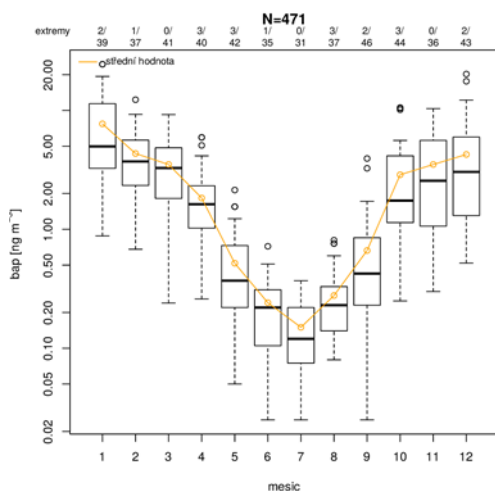 N=471
extremy 2/ 1/ 0/ 3/ 3/ 1/ 0/ 3/ 2/ 3/ 0/ 2/
39 37 41 40 42 35 31 37 46 44 36 43
střední hodnota
20.00
5.00
2.00
1.00
0.50
0.20
0.10
0.05
0.02
bap [ng m⁻³]
1 2 3 4 5 6 7 8 9 10 11 12
mesic